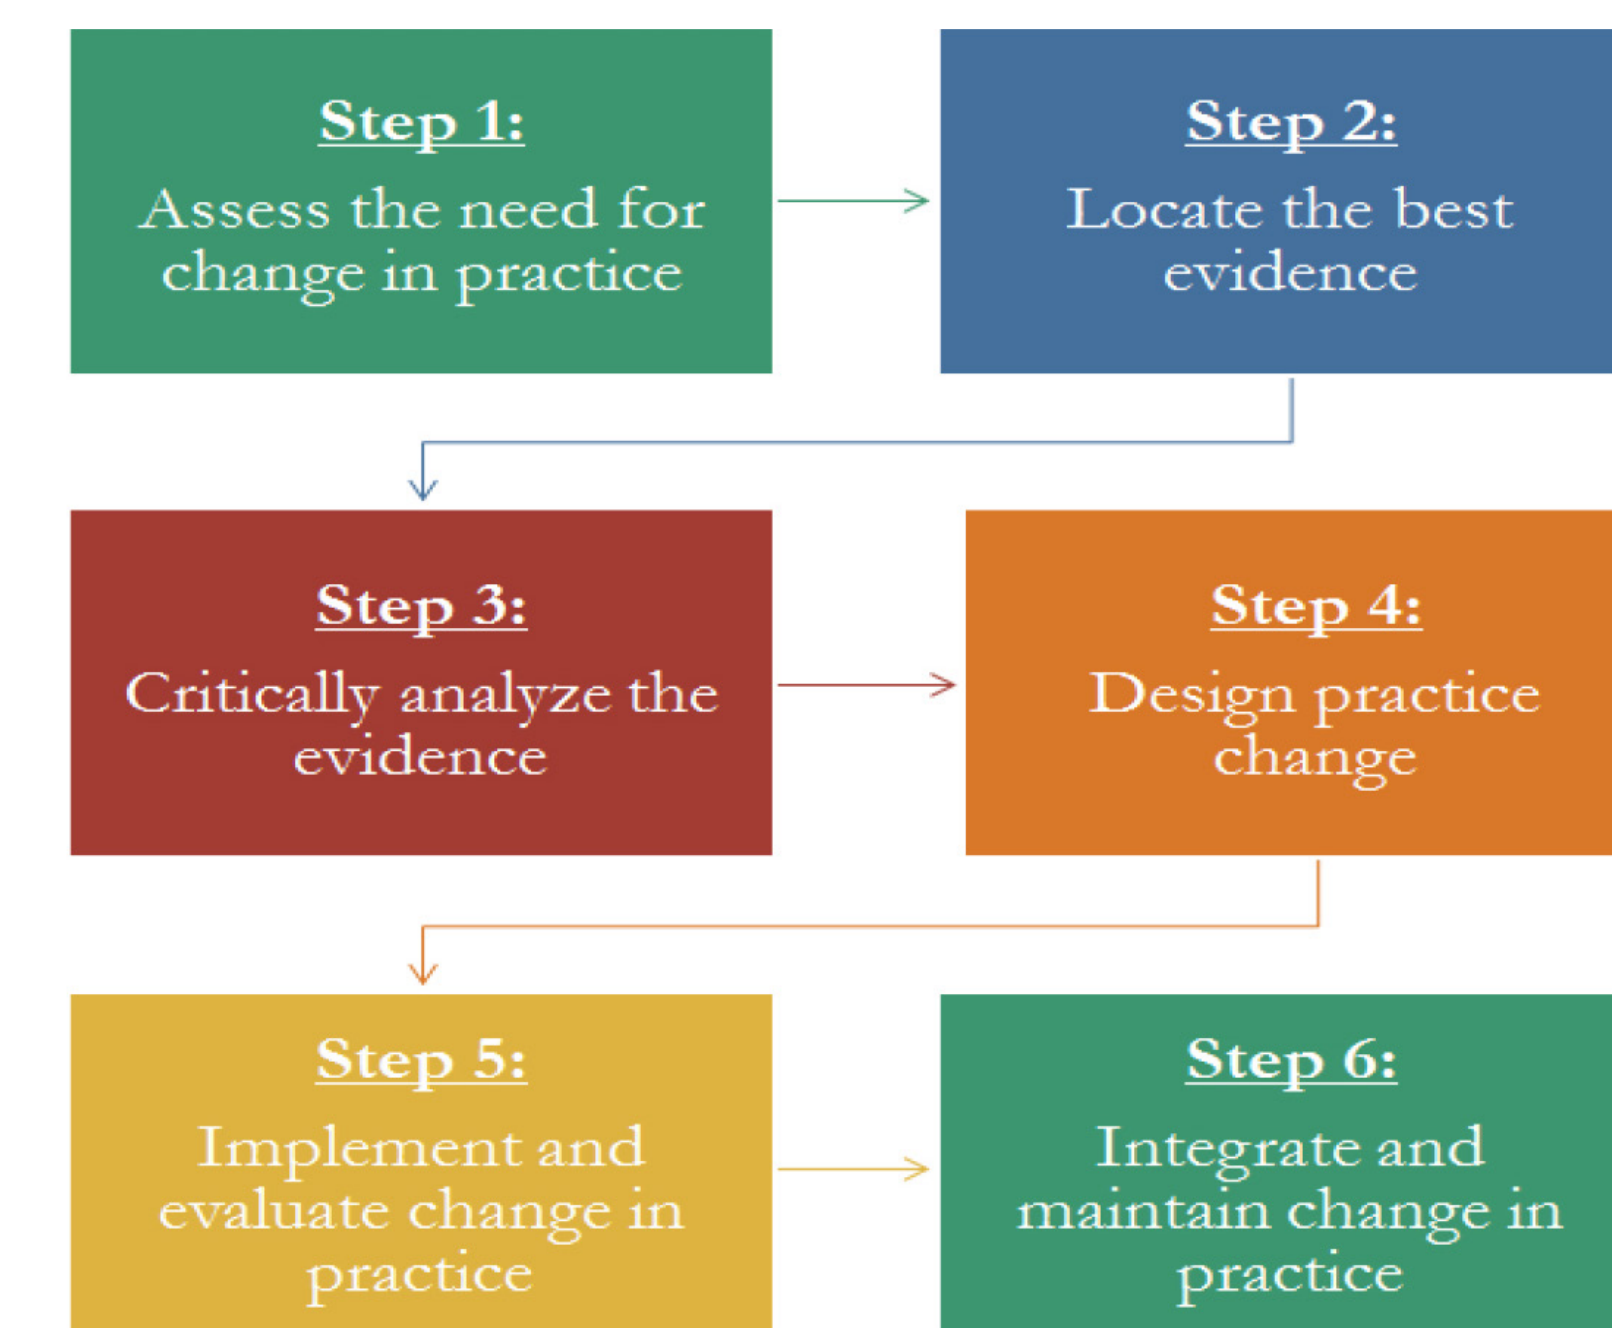 Step 1:
Assess the need for
change in practice
Step 2:
Locate the best
evidence
Step 3:
Critically analyze the
evidence
Step 4:
Design practice
change
Step 5:
Implement and
evaluate change in
practice
Step 6:
Integrate and
maintain change in
practice